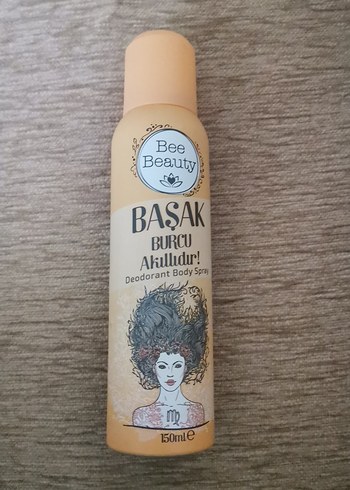 Bee
Beauty
BAŞAK
BURCU
Akıllıdır!
Deodorant Body Spray
150ml e